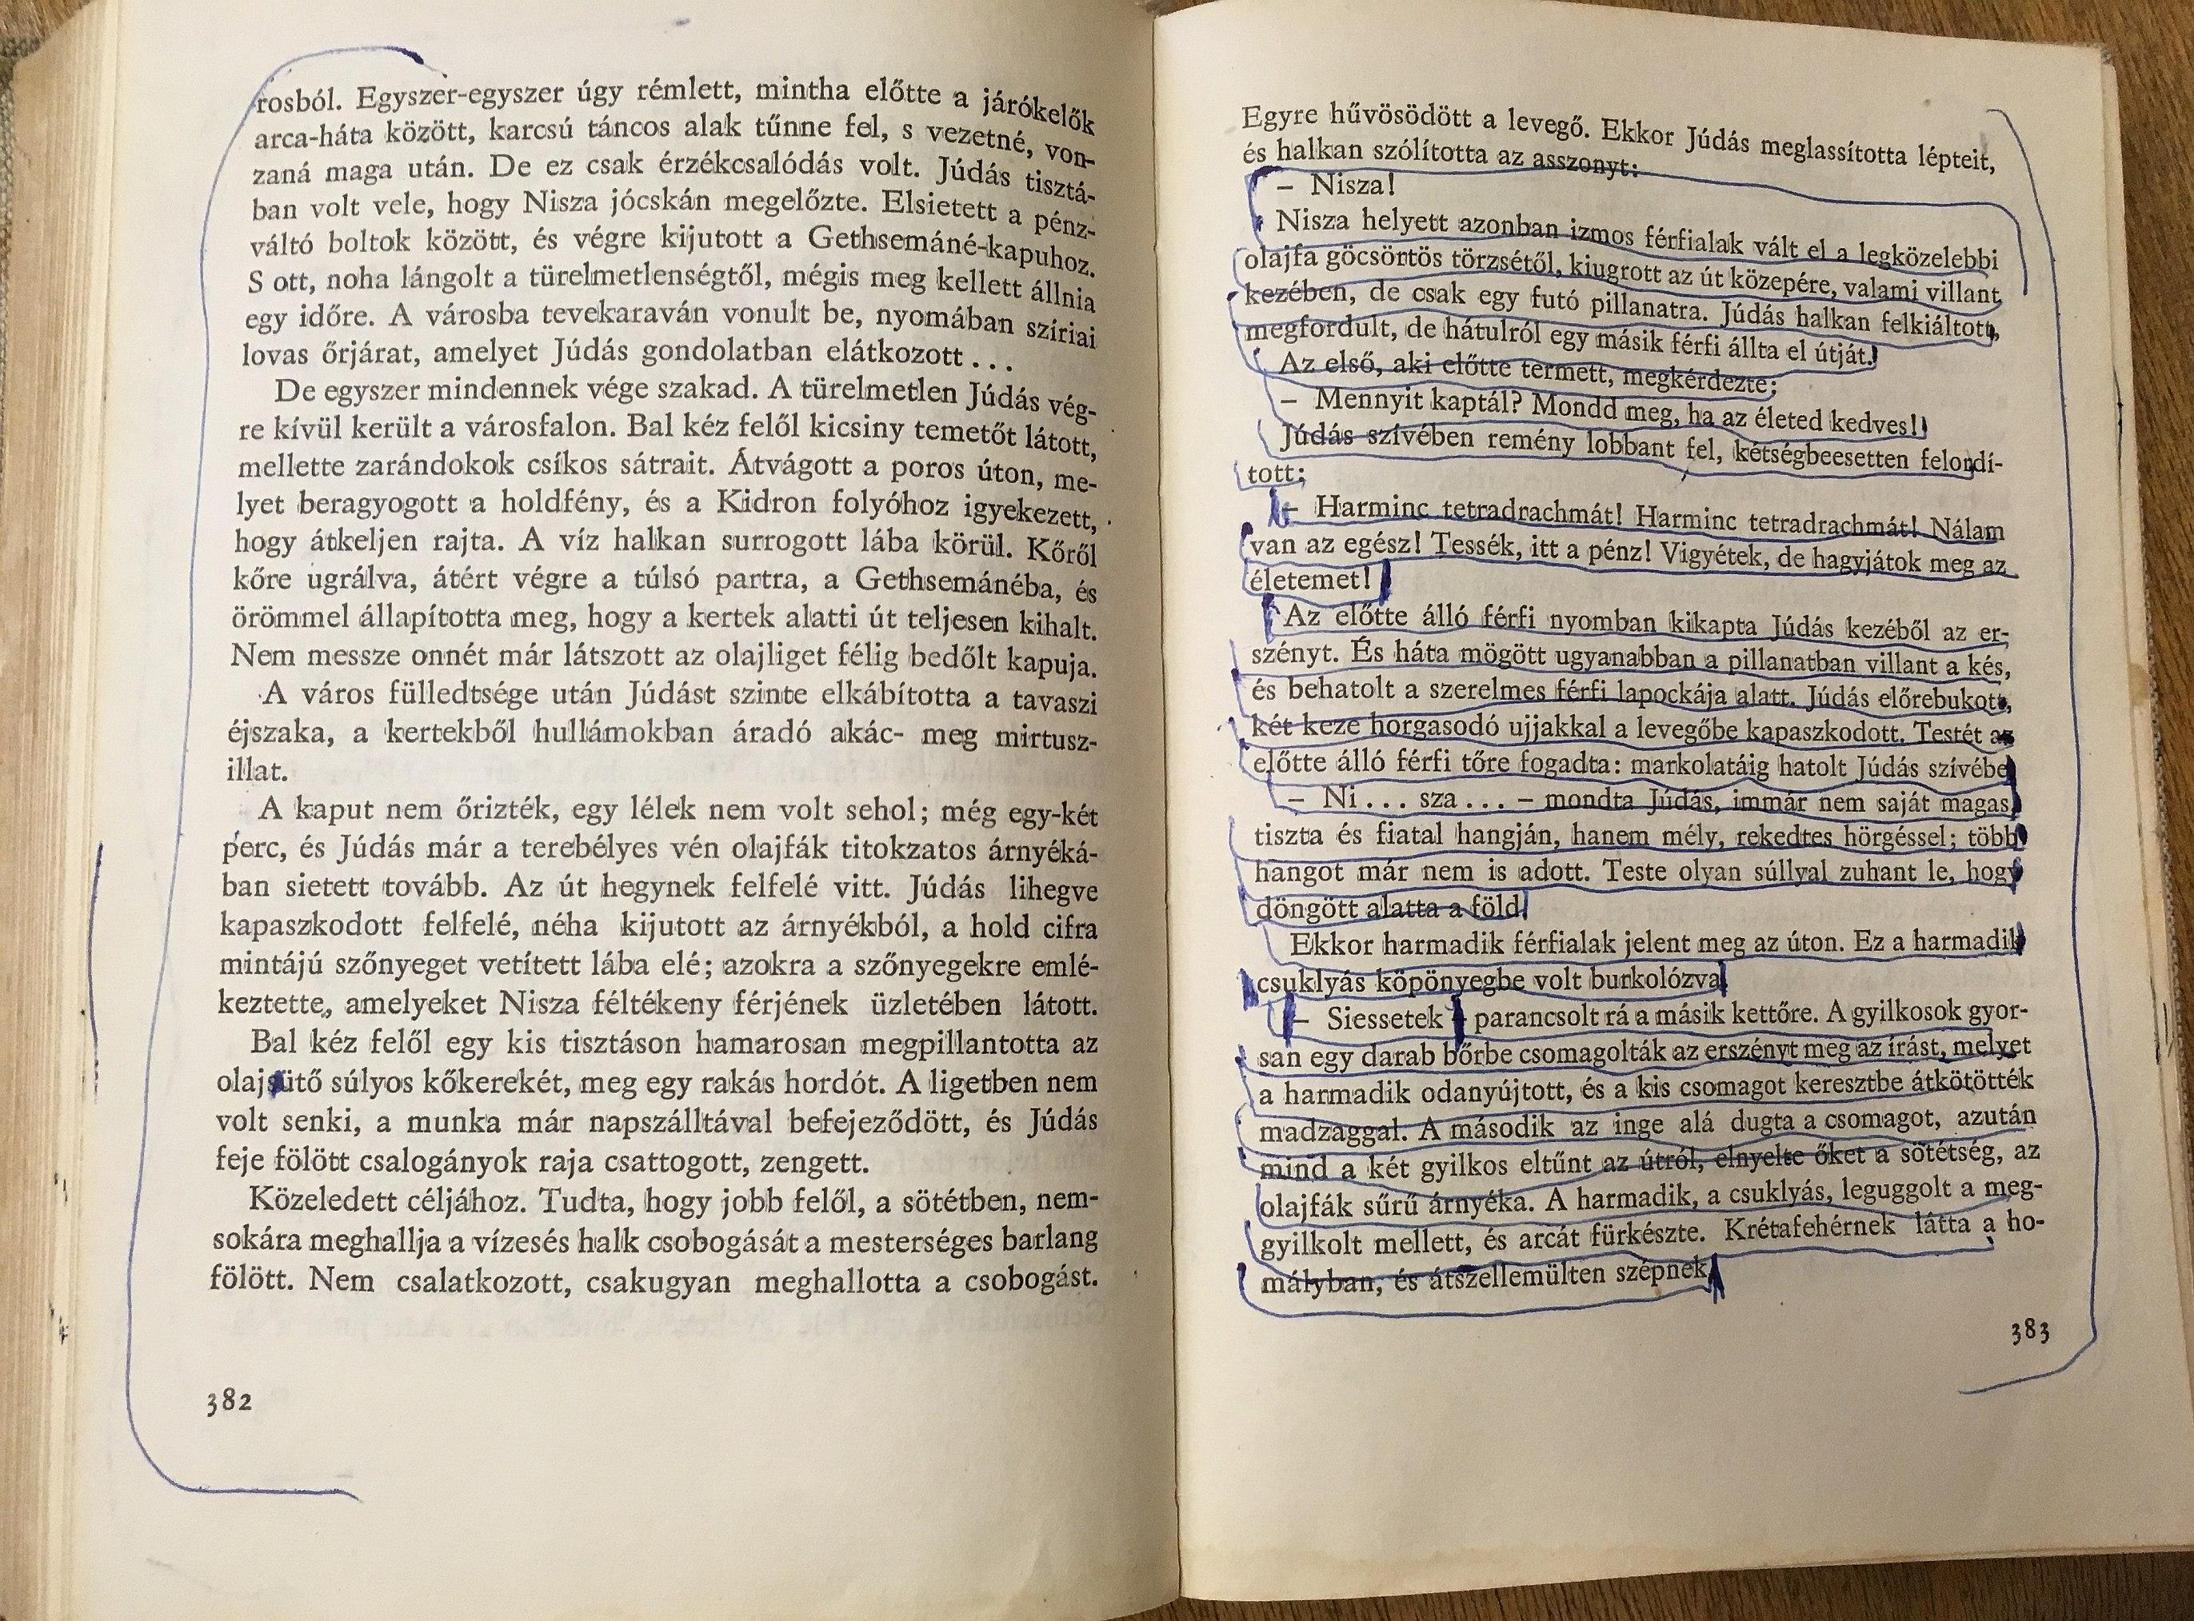 rosból. Egyszer-egyszer úgy rémlett, mintha előtte a járókelők
arca-háta között, karcsú táncos alak tűnne fel, s vezetné, von-
zaná maga után. De ez csak érzékcsalódás volt. Júdás tisztá-
ban volt vele, hogy Nisza jócskán megelőzte. Elsietett a pénz-
váltó boltok között, és végre kijutott a Gethsemáné-kapuhoz.
S ott, noha lángolt a türelmetlenségtől, mégis meg kellett állnia
egy időre. A városba tevekaraván vonult be, nyomában szíriai
lovas őrjárat, amelyet Júdás gondolatban elátkozott...
De egyszer mindennek vége szakad. A türelmetlen Júdás vég-
re kívül került a városfalon. Bal kéz felől kicsiny temetőt látott,
mellette zarándokok csíkos sátrait. Átvágott a poros úton, me-
lyet beragyogott a holdfény, és a Kidron folyóhoz igyekezett,
hogy átkeljen rajta. A víz halkan surrogott lába körül. Kőről
kőre ugrálva, átért végre a túlsó partra, a Gethsemánéba, és
örömmel állapította meg, hogy a kertek alatti út teljesen kihalt.
Nem messze onnét már látszott az olajliget félig bedőlt kapuja.
A város fülledtsége után Júdást szinte elkábította a tavaszi
éjszaka, a kertekből hullámokban áradó akác- meg mirtusz-
illat.
A kaput nem őrizték, egy lélek nem volt sehol; még egy-két
perc, és Júdás már a terebélyes vén olajfák titokzatos árnyéká-
ban sietett tovább. Az út hegynek felfelé vitt. Júdás lihegve
kapaszkodott felfelé, néha kijutott az árnyékból, a hold cifra
mintájú szőnyeget vetített lába elé; azokra a szőnyegekre emlé-
keztette, amelyeket Nisza féltékeny férjének üzletében látott.
Bal kéz felől egy kis tisztáson hamarosan megpillantotta az
olajsütő súlyos kőkerekét, meg egy rakás hordót. A ligetben nem
volt senki, a munka már napszálltával befejeződött, és Júdás
feje fölött csalogányok raja csattogott, zengett.
Közeledett céljához. Tudta, hogy jobb felől, a sötétben, nem-
sokára meghallja a vízesés halk csobogását a mesterséges barlang
fölött. Nem csalatkozott, csakugyan meghallotta a csobogást.
382
Egyre hűvösödött a levegő. Ekkor Júdás meglassította lépteit,
és halkan szólította az asszonyt:
– Nisza!
Nisza helyett azonban izmos férfialak vált el a legközelebbi
olajfa göcsörtös törzsétől, kiugrott az út közepére, valami villant
kezében, de csak egy futó pillanatra. Júdás halkan felkiáltott,
megfordult, de hátulról egy másik férfi állta el útját.
Az első, aki előtte termett, megkérdezte:
– Mennyit kaptál? Mondd meg, ha az életed kedves!
Júdás szívében remény lobbant fel, kétségbeesetten felordí-
tott:
– Harminc tetradrachmát! Harminc tetradrachmát! Nálam
van az egész! Tessék, itt a pénz! Vigyétek, de hagyjátok meg az
életemet!
Az előtte álló férfi nyomban kikapta Júdás kezéből az er-
szényt. És háta mögött ugyanabban a pillanatban villant a kés,
és behatolt a szerelmes férfi lapockája alatt. Júdás előrebukott,
két keze horgasodó ujjakkal a levegőbe kapaszkodott. Testét az
előtte álló férfi tőre fogadta: markolatáig hatolt Júdás szívébe
– Ni... sza... – mondta Júdás, immár nem saját magas,
tiszta és fiatal hangján, hanem mély, rekedtes hörgéssel; több
hangot már nem is adott. Teste olyan súllyal zuhant le, hogy
döngött alatta a föld.
Ekkor harmadik férfialak jelent meg az úton. Ez a harmadik
csuklyás köpönyegbe volt burkolózva.
– Siessetek – parancsolt rá a másik kettőre. A gyilkosok gyor-
san egy darab bőrbe csomagolták az erszényt meg az írást, melyet
a harmadik odanyújtott, és a kis csomagot keresztbe átkötötték
madzaggal. A második az inge alá dugta a csomagot, azután
mind a két gyilkos eltűnt az útról, elnyelte őket a sötétség, az
olajfák sűrű árnyéka. A harmadik, a csuklyás, leguggolt a meg-
gyilkolt mellett, és arcát fürkészte. Krétafehérnek látta a ho-
mályban, és átszellemülten szépnek.
383